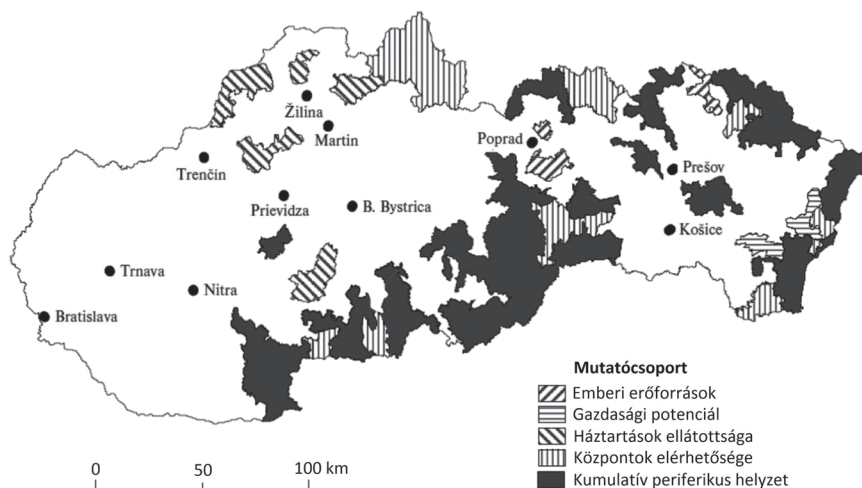 Žilina
Martin
Poprad
Trenčín
Prešov
Prievidza
B. Bystrica
Košice
Trnava
Nitra
Bratislava
Mutatócsoport
Emberi erőforrások
Gazdasági potenciál
Háztartások ellátottsága
Központok elérhetősége
Kumulatív periferikus helyzet
0 50 100 km